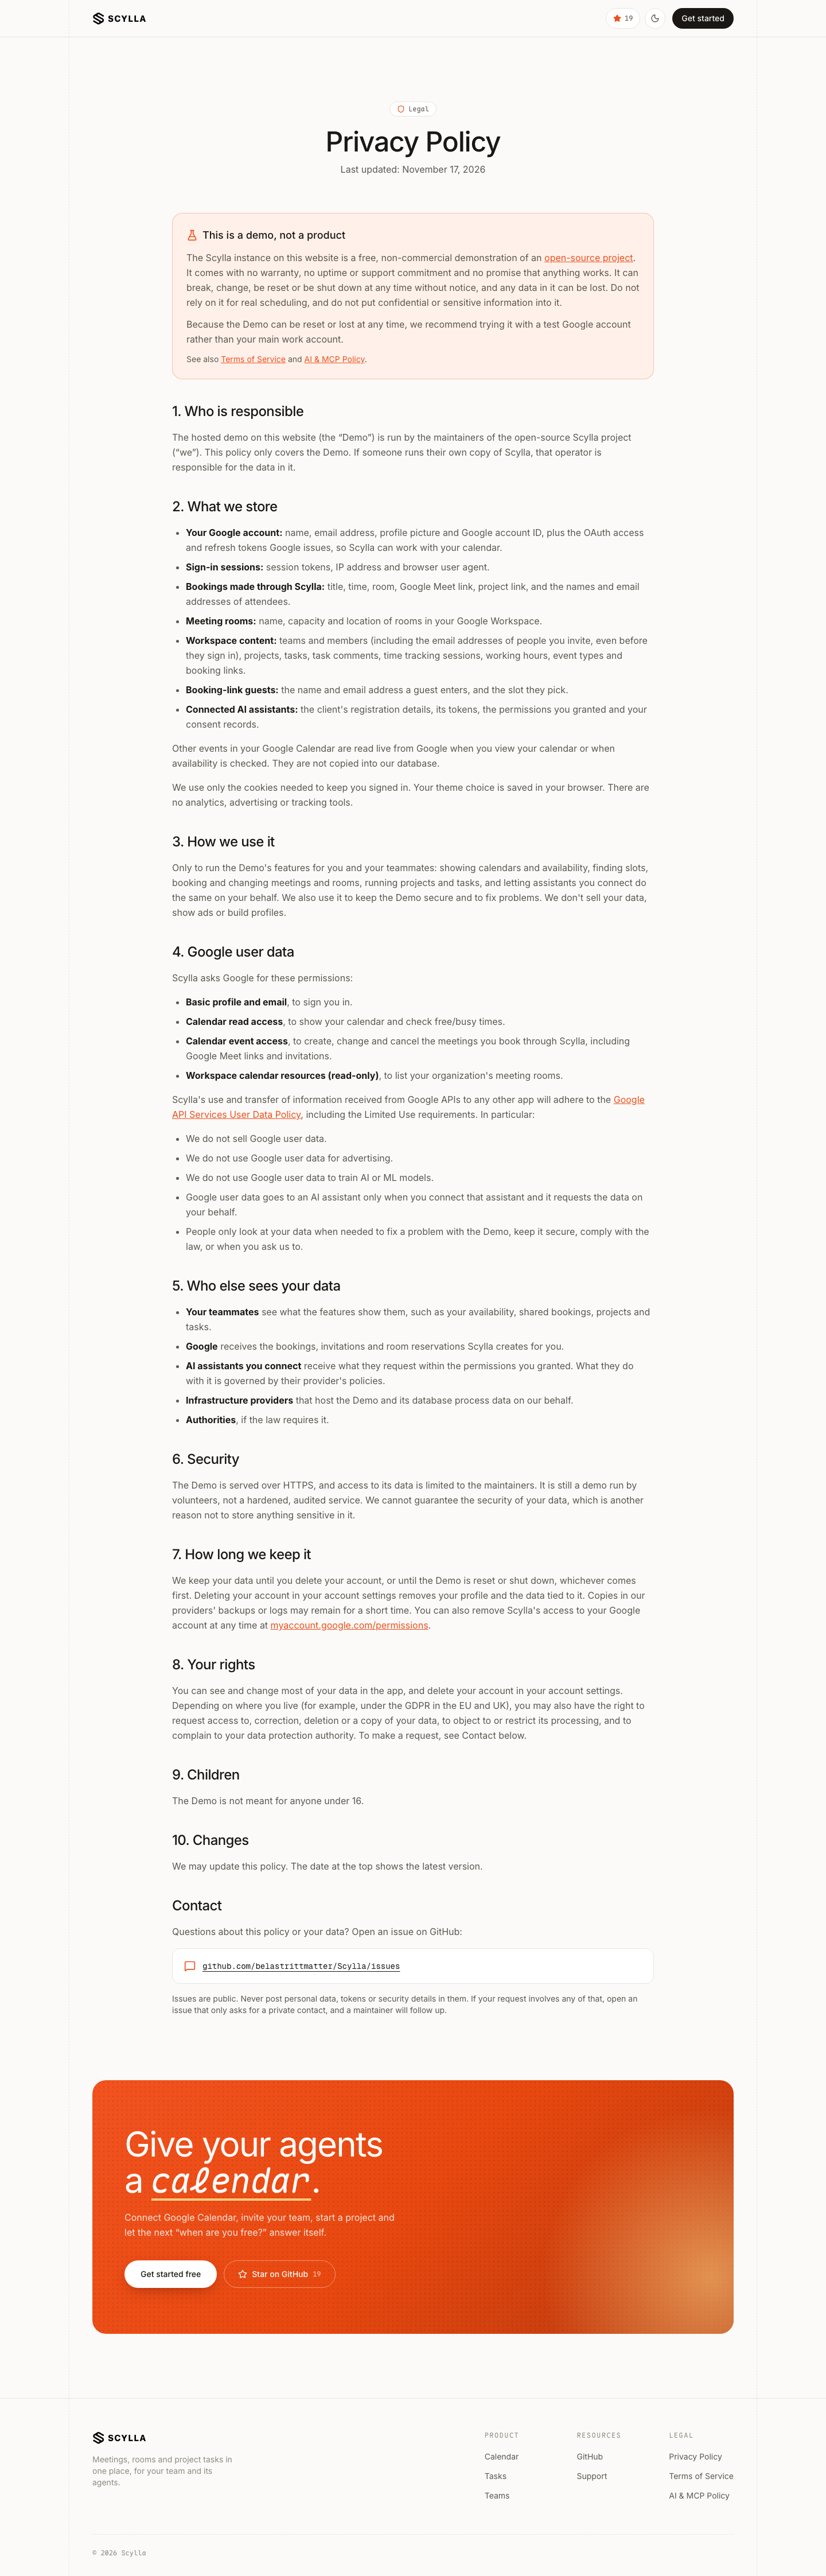 SCYLLA
19
Get started
Legal
Privacy Policy
Last updated: November 17, 2026
This is a demo, not a product
The Scylla instance on this website is a free, non-commercial demonstration of an open-source project.
It comes with no warranty, no uptime or support commitment and no promise that anything works. It can
break, change, be reset or be shut down at any time without notice, and any data in it can be lost. Do not
rely on it for real scheduling, and do not put confidential or sensitive information into it.
Because the Demo can be reset or lost at any time, we recommend trying it with a test Google account
rather than your main work account.
See also Terms of Service and AI & MCP Policy.
1. Who is responsible
The hosted demo on this website (the “Demo”) is run by the maintainers of the open-source Scylla project
(“we”). This policy only covers the Demo. If someone runs their own copy of Scylla, that operator is
responsible for the data in it.
2. What we store
• Your Google account: name, email address, profile picture and Google account ID, plus the OAuth access
and refresh tokens Google issues, so Scylla can work with your calendar.
• Sign-in sessions: session tokens, IP address and browser user agent.
• Bookings made through Scylla: title, time, room, Google Meet link, project link, and the names and email
addresses of attendees.
• Meeting rooms: name, capacity and location of rooms in your Google Workspace.
• Workspace content: teams and members (including the email addresses of people you invite, even before
they sign in), projects, tasks, task comments, time tracking sessions, working hours, event types and
booking links.
• Booking-link guests: the name and email address a guest enters, and the slot they pick.
• Connected AI assistants: the client's registration details, its tokens, the permissions you granted and your
consent records.
Other events in your Google Calendar are read live from Google when you view your calendar or when
availability is checked. They are not copied into our database.
We use only the cookies needed to keep you signed in. Your theme choice is saved in your browser. There are
no analytics, advertising or tracking tools.
3. How we use it
Only to run the Demo's features for you and your teammates: showing calendars and availability, finding slots,
booking and changing meetings and rooms, running projects and tasks, and letting assistants you connect do
the same on your behalf. We also use it to keep the Demo secure and to fix problems. We don't sell your data,
show ads or build profiles.
4. Google user data
Scylla asks Google for these permissions:
• Basic profile and email, to sign you in.
• Calendar read access, to show your calendar and check free/busy times.
• Calendar event access, to create, change and cancel the meetings you book through Scylla, including
Google Meet links and invitations.
• Workspace calendar resources (read-only), to list your organization's meeting rooms.
Scylla's use and transfer of information received from Google APIs to any other app will adhere to the Google
API Services User Data Policy, including the Limited Use requirements. In particular:
• We do not sell Google user data.
• We do not use Google user data for advertising.
• We do not use Google user data to train AI or ML models.
• Google user data goes to an AI assistant only when you connect that assistant and it requests the data on
your behalf.
• People only look at your data when needed to fix a problem with the Demo, keep it secure, comply with the
law, or when you ask us to.
5. Who else sees your data
• Your teammates see what the features show them, such as your availability, shared bookings, projects and
tasks.
• Google receives the bookings, invitations and room reservations Scylla creates for you.
• AI assistants you connect receive what they request within the permissions you granted. What they do
with it is governed by their provider's policies.
• Infrastructure providers that host the Demo and its database process data on our behalf.
• Authorities, if the law requires it.
6. Security
The Demo is served over HTTPS, and access to its data is limited to the maintainers. It is still a demo run by
volunteers, not a hardened, audited service. We cannot guarantee the security of your data, which is another
reason not to store anything sensitive in it.
7. How long we keep it
We keep your data until you delete your account, or until the Demo is reset or shut down, whichever comes
first. Deleting your account in your account settings removes your profile and the data tied to it. Copies in our
providers' backups or logs may remain for a short time. You can also remove Scylla's access to your Google
account at any time at myaccount.google.com/permissions.
8. Your rights
You can see and change most of your data in the app, and delete your account in your account settings.
Depending on where you live (for example, under the GDPR in the EU and UK), you may also have the right to
request access to, correction, deletion or a copy of your data, to object to or restrict its processing, and to
complain to your data protection authority. To make a request, see Contact below.
9. Children
The Demo is not meant for anyone under 16.
10. Changes
We may update this policy. The date at the top shows the latest version.
Contact
Questions about this policy or your data? Open an issue on GitHub:
github.com/belastrittmatter/Scylla/issues
Issues are public. Never post personal data, tokens or security details in them. If your request involves any of that, open an
issue that only asks for a private contact, and a maintainer will follow up.
Give your agents
a calendar.
Connect Google Calendar, invite your team, start a project and
let the next “when are you free?” answer itself.
Get started free
Star on GitHub 19
SCYLLA
Meetings, rooms and project tasks in
one place, for your team and its
agents.
PRODUCT
Calendar
Tasks
Teams
RESOURCES
GitHub
Support
LEGAL
Privacy Policy
Terms of Service
AI & MCP Policy
© 2026 Scylla